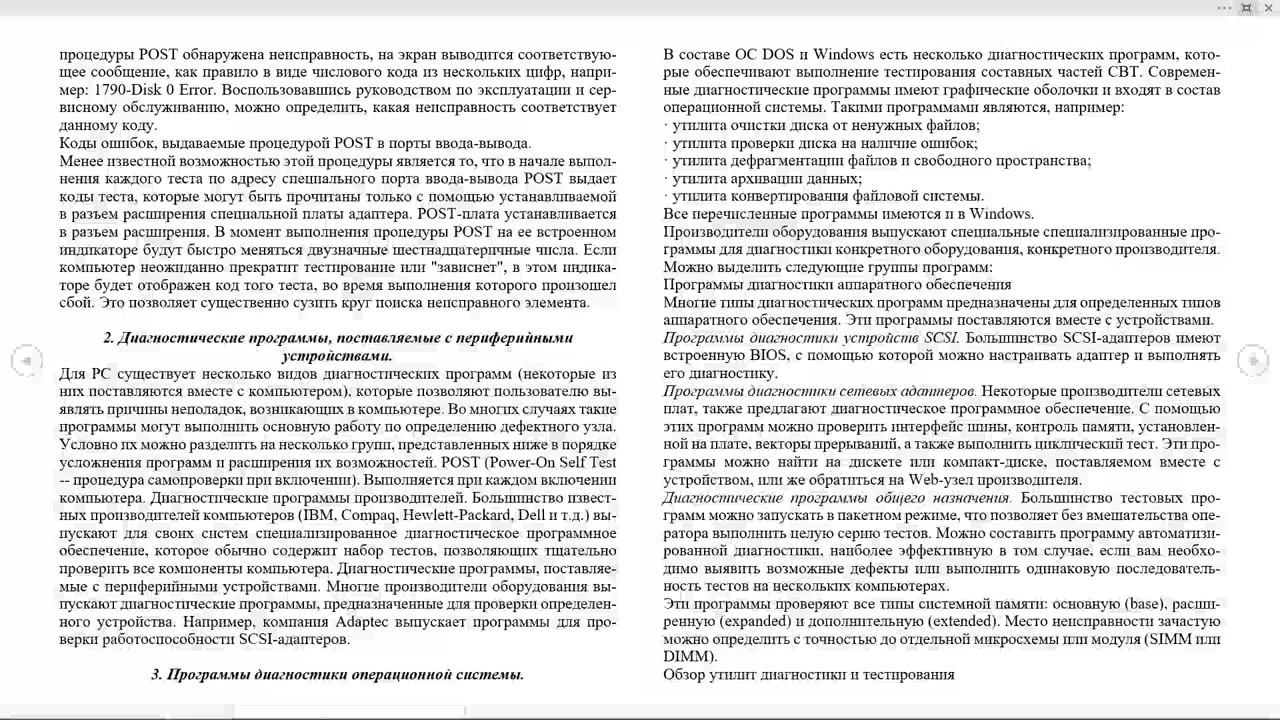 процедуры POST обнаружена неисправность, на экран выводится соответствую-
щее сообщение, как правило в виде числового кода из нескольких цифр, напри-
мер: 1790-Disk 0 Error. Воспользовавшись руководством по эксплуатации и сер-
висному обслуживанию, можно определить, какая неисправность соответствует
данному коду.
Коды ошибок, выдаваемые процедурой POST в порты ввода-вывода.
Менее известной возможностью этой процедуры является то, что в начале выпол-
нения каждого теста по адресу специального порта ввода-вывода POST выдает
коды теста, которые могут быть прочитаны только с помощью устанавливаемой
в разъем расширения специальной платы адаптера. POST-плата устанавливается
в разъем расширения. В момент выполнения процедуры POST на ее встроенном
индикаторе будут быстро меняться двузначные шестнадцатеричные числа. Если
компьютер неожиданно прекратит тестирование или "зависнет", в этом индика-
торе будет отображен код того теста, во время выполнения которого произошел
сбой. Это позволяет существенно сузить круг поиска неисправного элемента.
2. Диагностические программы, поставляемые с периферийными
устройствами.
Для PC существует несколько видов диагностических программ (некоторые из
них поставляются вместе с компьютером), которые позволяют пользователю вы-
являть причины неполадок, возникающих в компьютере. Во многих случаях такие
программы могут выполнить основную работу по определению дефектного узла.
Условно их можно разделить на несколько групп, представленных ниже в порядке
усложнения программ и расширения их возможностей. POST (Power-On Self Test
-- процедура самопроверки при включении). Выполняется при каждом включении
компьютера. Диагностические программы производителей. Большинство извест-
ных производителей компьютеров (IBM, Compaq, Hewlett-Packard, Dell и т.д.) вы-
пускают для своих систем специализированное диагностическое программное
обеспечение, которое обычно содержит набор тестов, позволяющих тщательно
проверить все компоненты компьютера. Диагностические программы, поставляе-
мые с периферийными устройствами. Многие производители оборудования вы-
пускают диагностические программы, предназначенные для проверки определен-
ного устройства. Например, компания Adaptec выпускает программы для про-
верки работоспособности SCSI-адаптеров.
3. Программы диагностики операционной системы.
В составе ОС DOS и Windows есть несколько диагностических программ, кото-
рые обеспечивают выполнение тестирования составных частей СВТ. Современ-
ные диагностические программы имеют графические оболочки и входят в состав
операционной системы. Такими программами являются, например:
· утилита очистки диска от ненужных файлов;
· утилита проверки диска на наличие ошибок;
· утилита дефрагментации файлов и свободного пространства;
· утилита архивации данных;
· утилита конвертирования файловой системы.
Все перечисленные программы имеются и в Windows.
Производители оборудования выпускают специальные специализированные про-
граммы для диагностики конкретного оборудования, конкретного производителя.
Можно выделить следующие группы программ:
Программы диагностики аппаратного обеспечения
Многие типы диагностических программ предназначены для определенных типов
аппаратного обеспечения. Эти программы поставляются вместе с устройствами.
Программы диагностики устройств SCSI. Большинство SCSI-адаптеров имеют
встроенную BIOS, с помощью которой можно настраивать адаптер и выполнять
его диагностику.
Программы диагностики сетевых адаптеров. Некоторые производители сетевых
плат, также предлагают диагностическое программное обеспечение. С помощью
этих программ можно проверить интерфейс шины, контроль памяти, установлен-
ной на плате, векторы прерываний, а также выполнить циклический тест. Эти про-
граммы можно найти на дискете или компакт-диске, поставляемом вместе с
устройством, или же обратиться на Web-узел производителя.
Диагностические программы общего назначения. Большинство тестовых про-
грамм можно запускать в пакетном режиме, что позволяет без вмешательства опе-
ратора выполнить целую серию тестов. Можно составить программу автоматизи-
рованной диагностики, наиболее эффективную в том случае, если вам необхо-
димо выявить возможные дефекты или выполнить одинаковую последователь-
ность тестов на нескольких компьютерах.
Эти программы проверяют все типы системной памяти: основную (base), расши-
ренную (expanded) и дополнительную (extended). Место неисправности зачастую
можно определить с точностью до отдельной микросхемы или модуля (SIMM или
DIMM).
Обзор утилит диагностики и тестирования